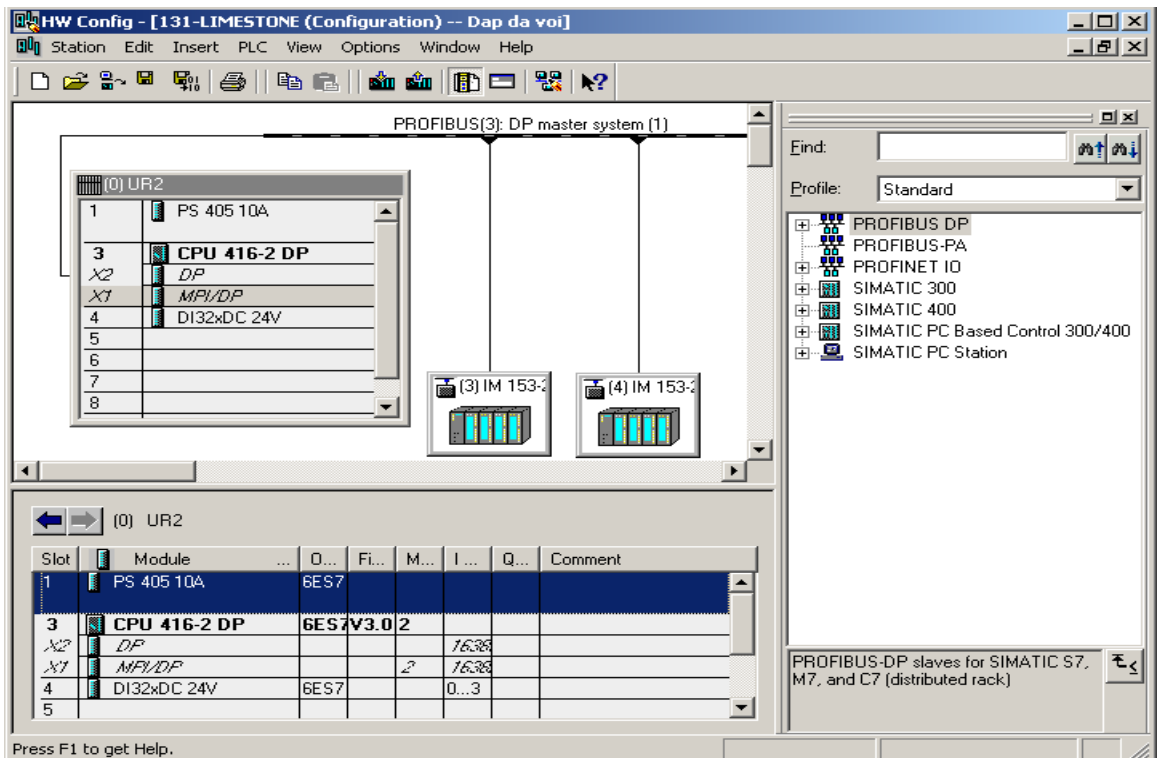 HW Config - [131-LIMESTONE (Configuration) -- Dap da voi]
Station Edit Insert PLC View Options Window Help
PROFIBUS(3): DP master system (1)
(0) UR2
1 PS 405 10A
3 CPU 416-2 DP
X2 DP
X1 MPI/DP
4 DI32xDC 24V
5
6
7
8
(3) IM 153-2
(4) IM 153-2
Find:
Profile: Standard
PROFIBUS DP
PROFIBUS-PA
PROFINET IO
SIMATIC 300
SIMATIC 400
SIMATIC PC Based Control 300/400
SIMATIC PC Station
PROFIBUS-DP slaves for SIMATIC S7,
M7, and C7 (distributed rack)
(0) UR2
Slot Module ... O... Fi... M... I ... Q... Comment
1 PS 405 10A 6ES7
3 CPU 416-2 DP 6ES7 V3.0 2
X2 DP 1638
X1 MPI/DP 2 1638
4 DI32xDC 24V 6ES7 0...3
5
Press F1 to get Help.